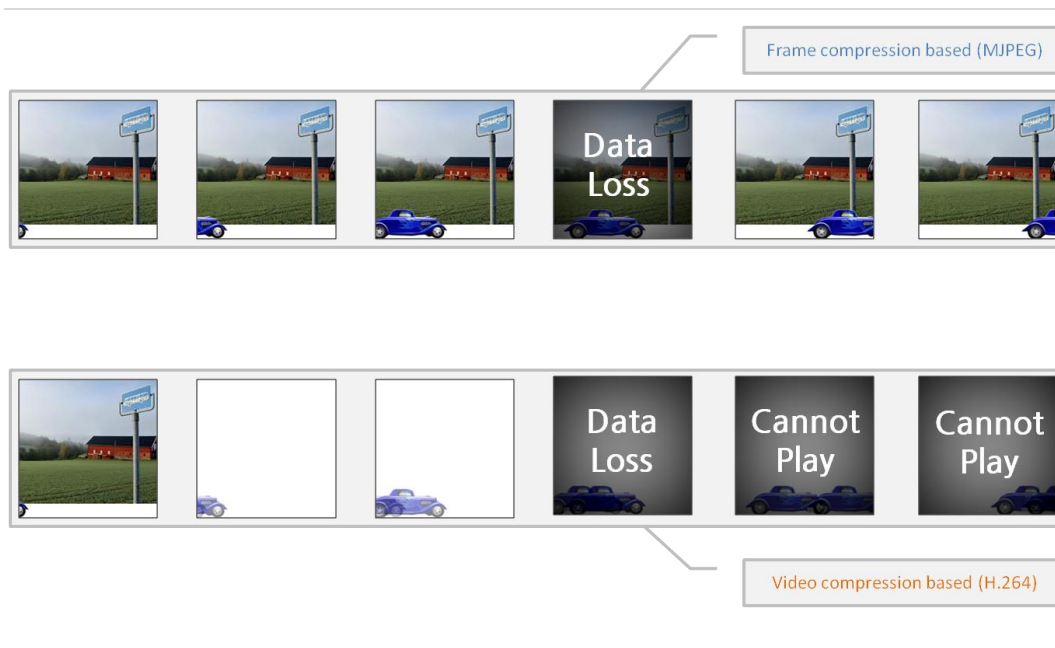 Frame compression based (MJPEG)
Data
Loss
Data
Loss
Cannot
Play
Cannot
Play
Video compression based (H.264)